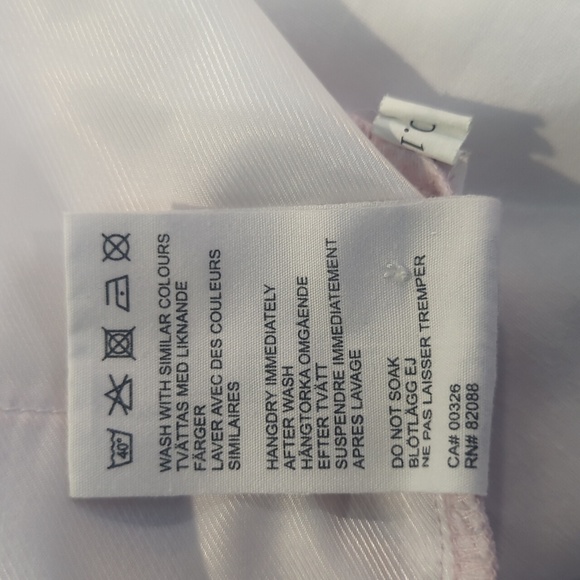 40°
WASH WITH SIMILAR COLOURS
TVÄTTAS MED LIKNANDE
FÄRGER
LAVER AVEC DES COULEURS
SIMILAIRES
HANGDRY IMMEDIATELY
AFTER WASH
HÄNGTORKA OMGÅENDE
EFTER TVÄTT
SUSPENDRE IMMEDIATEMENT
APRES LAVAGE
DO NOT SOAK
BLÖTLÄGG EJ
NE PAS LAISSER TREMPER
CA# 00326
RN# 82088